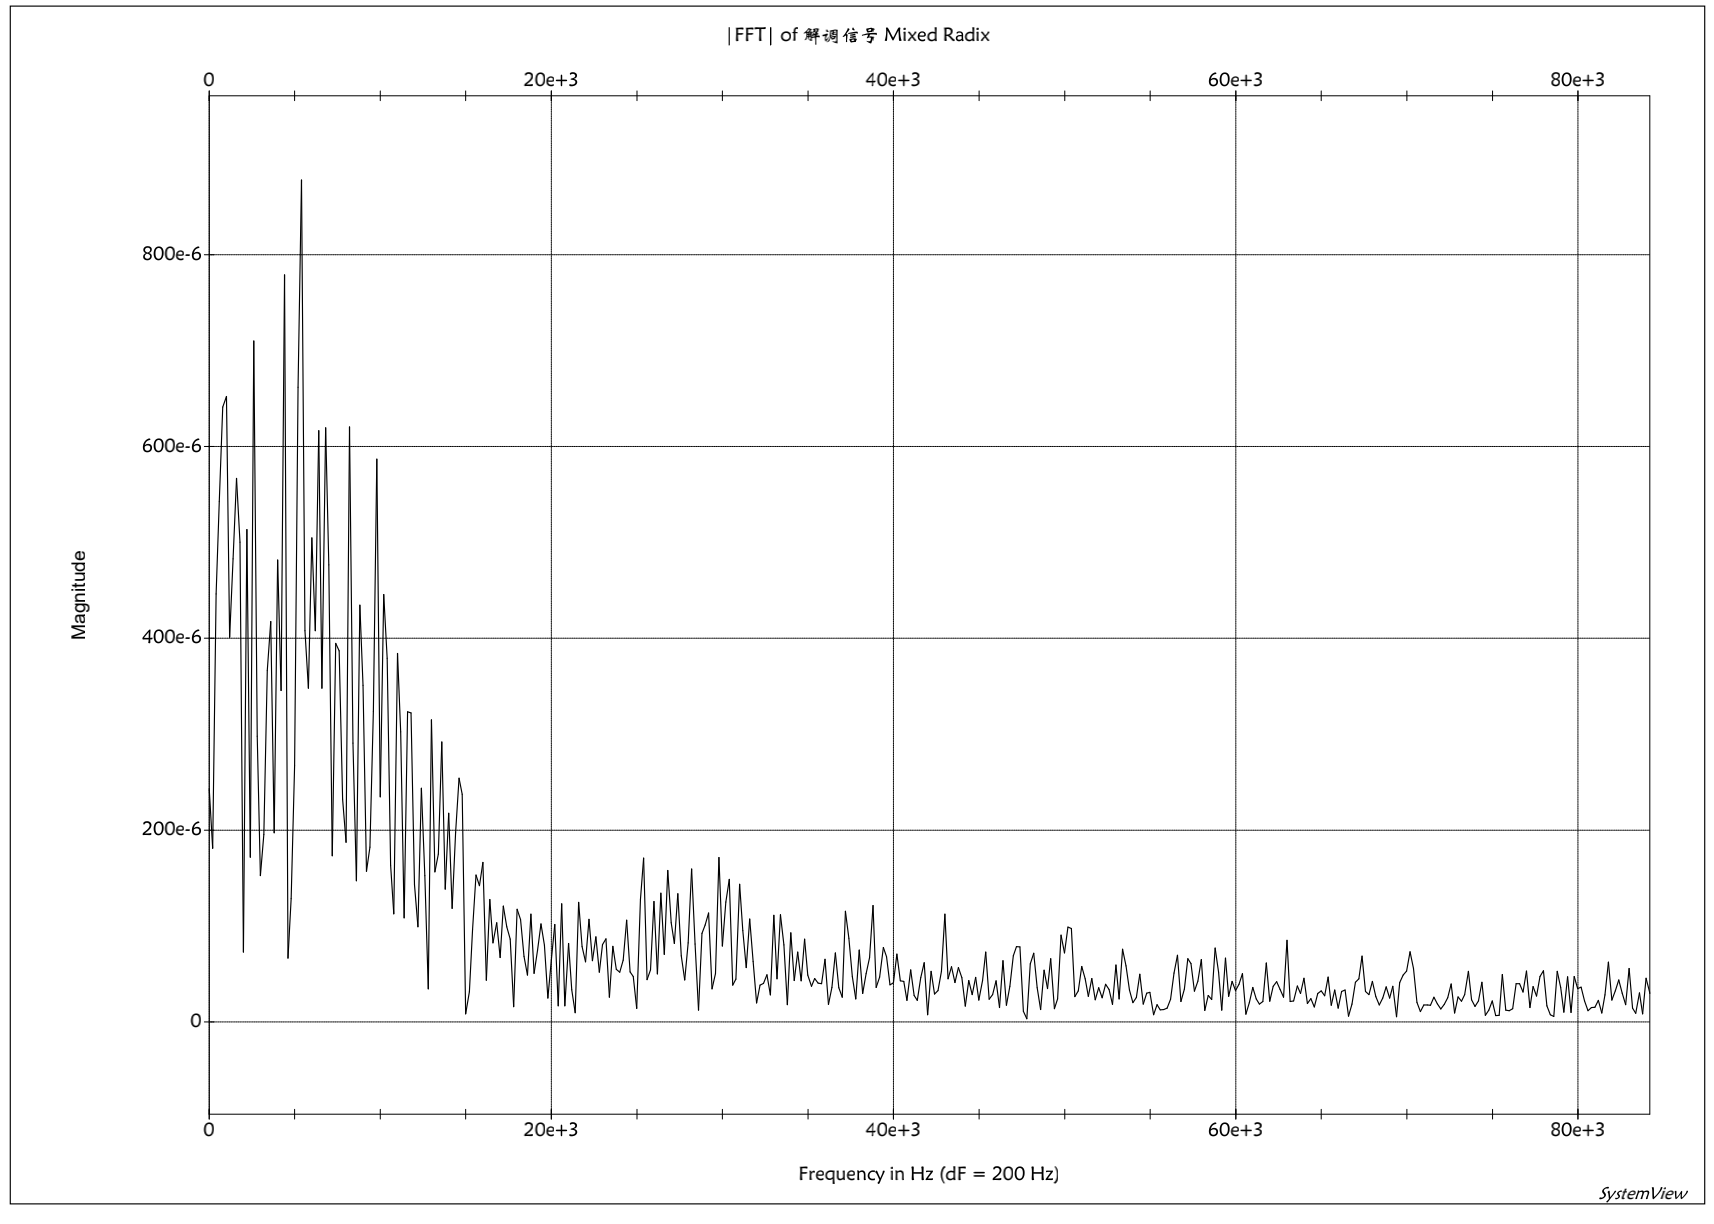 |FFT| of 解调信号 Mixed Radix
0 20e+3 40e+3 60e+3 80e+3
800e-6
600e-6
Magnitude
400e-6
200e-6
0
0 20e+3 40e+3 60e+3 80e+3
Frequency in Hz (dF = 200 Hz)
SystemView